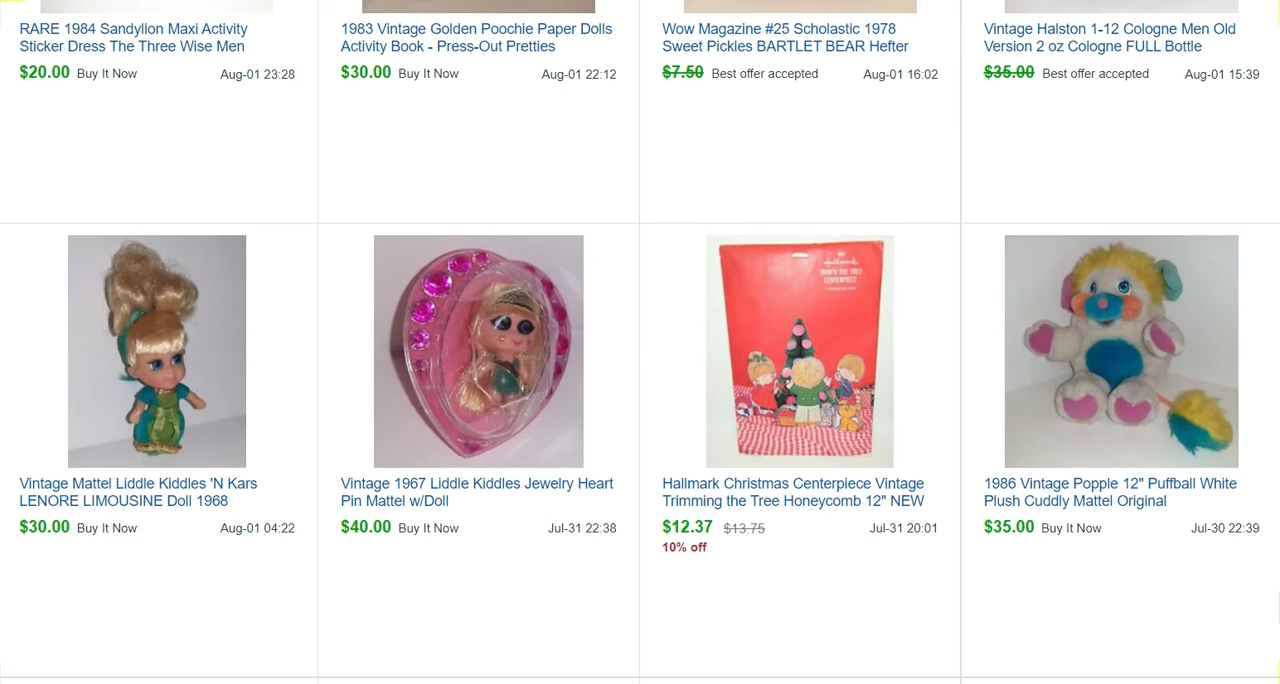 RARE 1984 Sandylion Maxi Activity
Sticker Dress The Three Wise Men
$20.00 Buy It Now Aug-01 23:28
1983 Vintage Golden Poochie Paper Dolls
Activity Book - Press-Out Pretties
$30.00 Buy It Now Aug-01 22:12
Wow Magazine #25 Scholastic 1978
Sweet Pickles BARTLET BEAR Hefter
$7.50 Best offer accepted Aug-01 16:02
Vintage Halston 1-12 Cologne Men Old
Version 2 oz Cologne FULL Bottle
$35.00 Best offer accepted Aug-01 15:39
Vintage Mattel Liddle Kiddles 'N Kars
LENORE LIMOUSINE Doll 1968
$30.00 Buy It Now Aug-01 04:22
Vintage 1967 Liddle Kiddles Jewelry Heart
Pin Mattel w/Doll
$40.00 Buy It Now Jul-31 22:38
Hallmark
TRIM'N THE TREE
CENTERPIECE
Hallmark Christmas Centerpiece Vintage
Trimming the Tree Honeycomb 12" NEW
$12.37 $13.75 Jul-31 20:01
10% off
1986 Vintage Popple 12" Puffball White
Plush Cuddly Mattel Original
$35.00 Buy It Now Jul-30 22:39